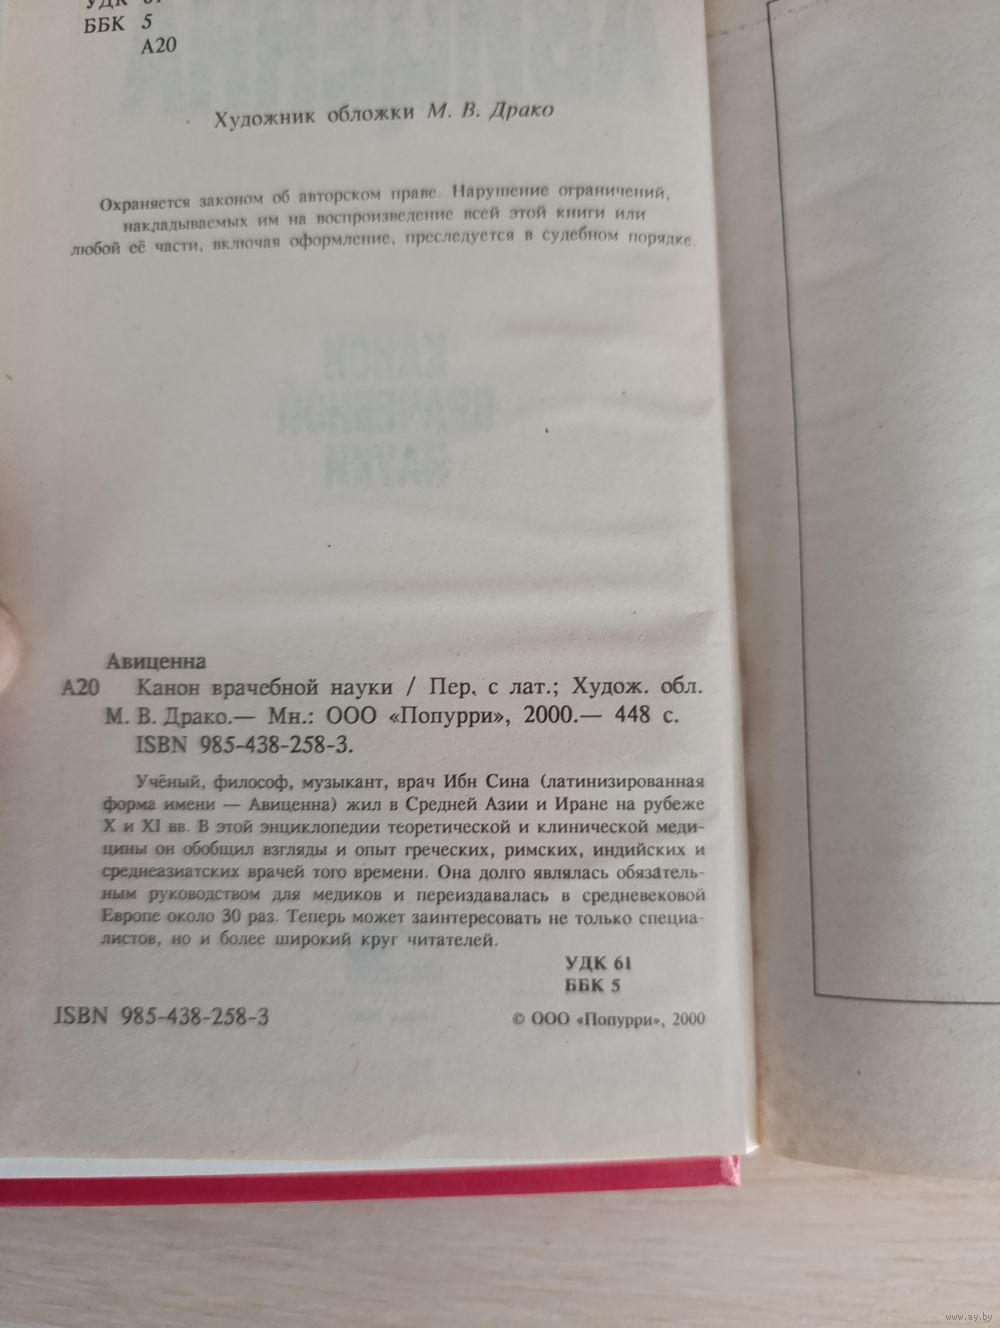 УДК 61
ББК 5
А20
Художник обложки М. В. Драко
Охраняется законом об авторском праве. Нарушение ограничений,
накладываемых им на воспроизведение всей этой книги или
любой её части, включая оформление, преследуется в судебном порядке.
Авиценна
А20 Канон врачебной науки / Пер. с лат.; Худож. обл.
М. В. Драко.— Мн.: ООО «Попурри», 2000.— 448 с.
ISBN 985-438-258-3.
Учёный, философ, музыкант, врач Ибн Сина (латинизированная
форма имени — Авиценна) жил в Средней Азии и Иране на рубеже
X и XI вв. В этой энциклопедии теоретической и клинической меди-
цины он обобщил взгляды и опыт греческих, римских, индийских и
среднеазиатских врачей того времени. Она долго являлась обязатель-
ным руководством для медиков и переиздавалась в средневековой
Европе около 30 раз. Теперь может заинтересовать не только специа-
листов, но и более широкий круг читателей.
УДК 61
ББК 5
ISBN 985-438-258-3
© ООО «Попурри», 2000
www.ay.by